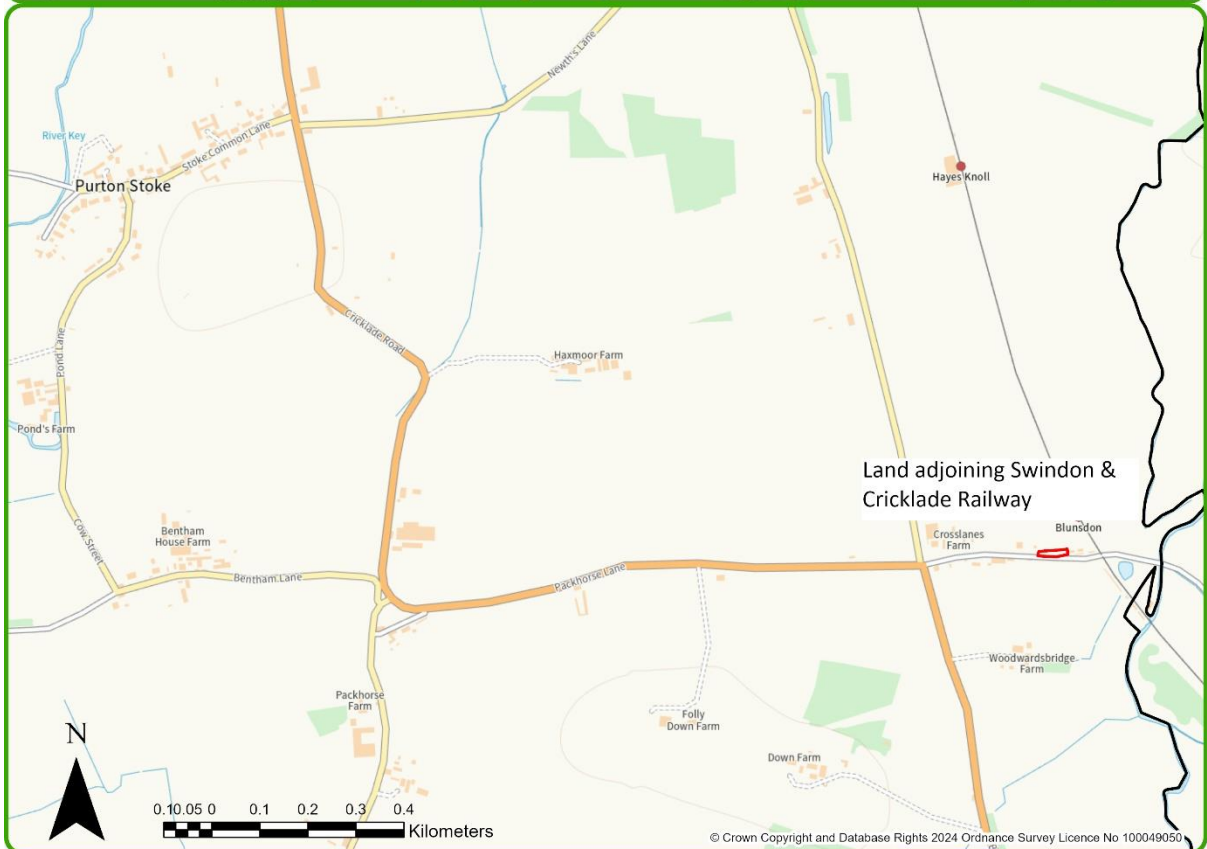 Newth's Lane
River Key
Stoke Common Lane
Purton Stoke
Hayes Knoll
Pond Lane
Cricklade Road
Haxmoor Farm
Pond's Farm
Land adjoining Swindon &
Cricklade Railway
Cow Street
Bentham
House Farm
Crosslanes
Farm
Blunsdon
Bentham Lane
Packhorse Lane
Woodwardsbridge
Farm
Packhorse
Farm
Folly
Down Farm
Down Farm
N
0.10.05 0 0.1 0.2 0.3 0.4
Kilometers
© Crown Copyright and Database Rights 2024 Ordnance Survey Licence No 100049050